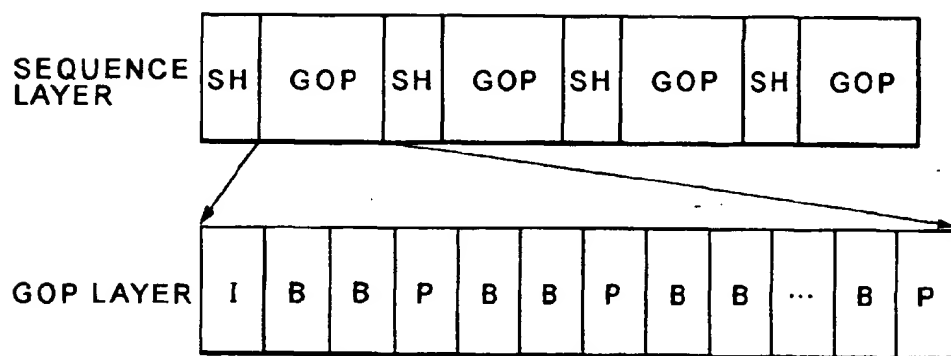 SEQUENCE
LAYER
SH GOP SH GOP SH GOP SH GOP
GOP LAYER I B B P B B P B B ... B P